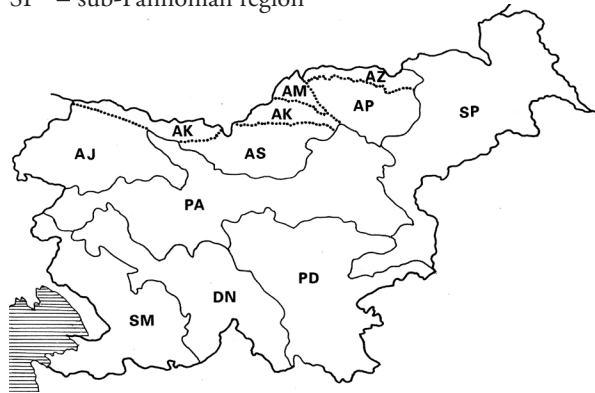 SP = sub-Pannonian region
AZ
AM
AP
SP
AK
AK
AJ
AS
PA
PD
DN
SM